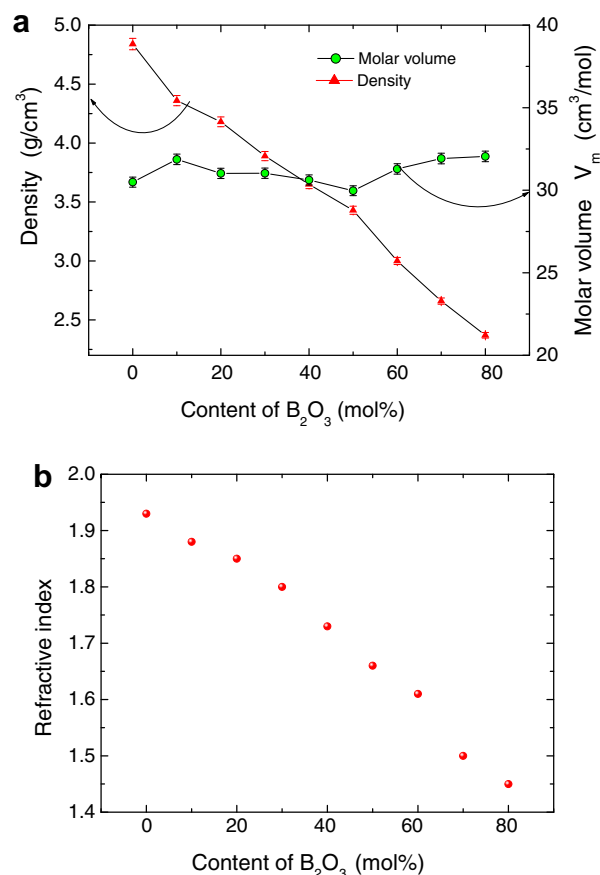 a
5.0
4.5
4.0
3.5
3.0
2.5
Density (g/cm³)
40
35
30
25
20
Molar volume V_m (cm³/mol)
Molar volume
Density
0 20 40 60 80
Content of B₂O₃ (mol%)
b
2.0
1.9
1.8
1.7
1.6
1.5
1.4
Refractive index
0 20 40 60 80
Content of B₂O₃ (mol%)